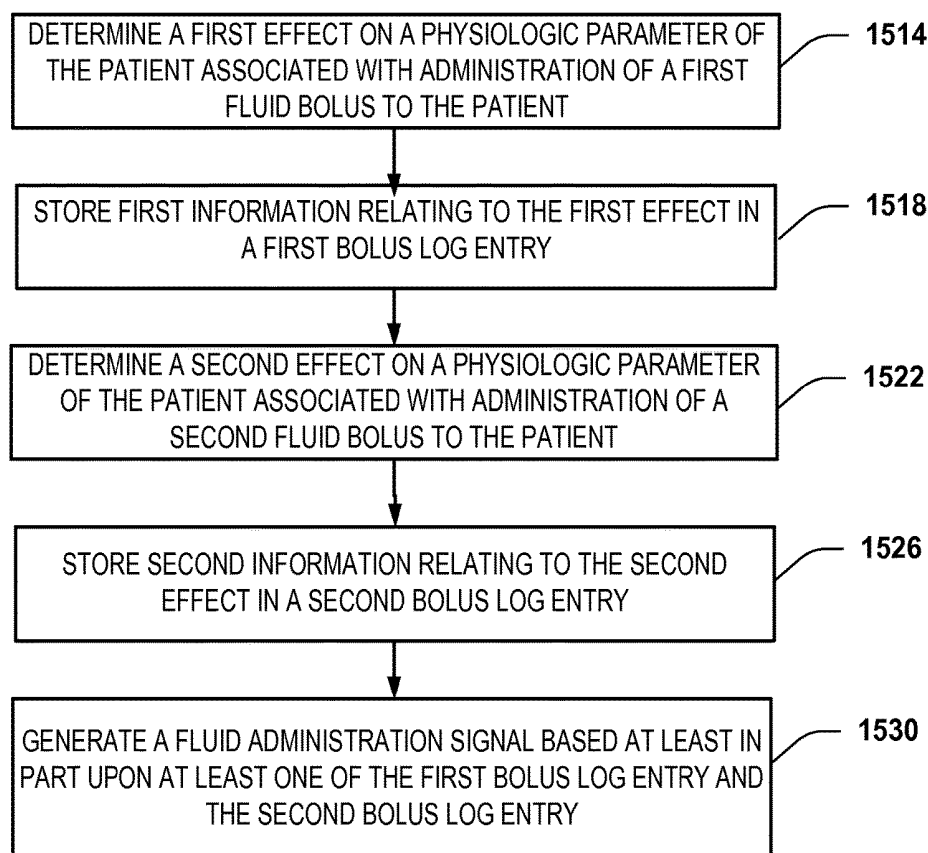 DETERMINE A FIRST EFFECT ON A PHYSIOLOGIC PARAMETER OF
THE PATIENT ASSOCIATED WITH ADMINISTRATION OF A FIRST
FLUID BOLUS TO THE PATIENT
1514
STORE FIRST INFORMATION RELATING TO THE FIRST EFFECT IN
A FIRST BOLUS LOG ENTRY
1518
DETERMINE A SECOND EFFECT ON A PHYSIOLOGIC PARAMETER
OF THE PATIENT ASSOCIATED WITH ADMINISTRATION OF A
SECOND FLUID BOLUS TO THE PATIENT
1522
STORE SECOND INFORMATION RELATING TO THE SECOND
EFFECT IN A SECOND BOLUS LOG ENTRY
1526
GENERATE A FLUID ADMINISTRATION SIGNAL BASED AT LEAST IN
PART UPON AT LEAST ONE OF THE FIRST BOLUS LOG ENTRY AND
THE SECOND BOLUS LOG ENTRY
1530